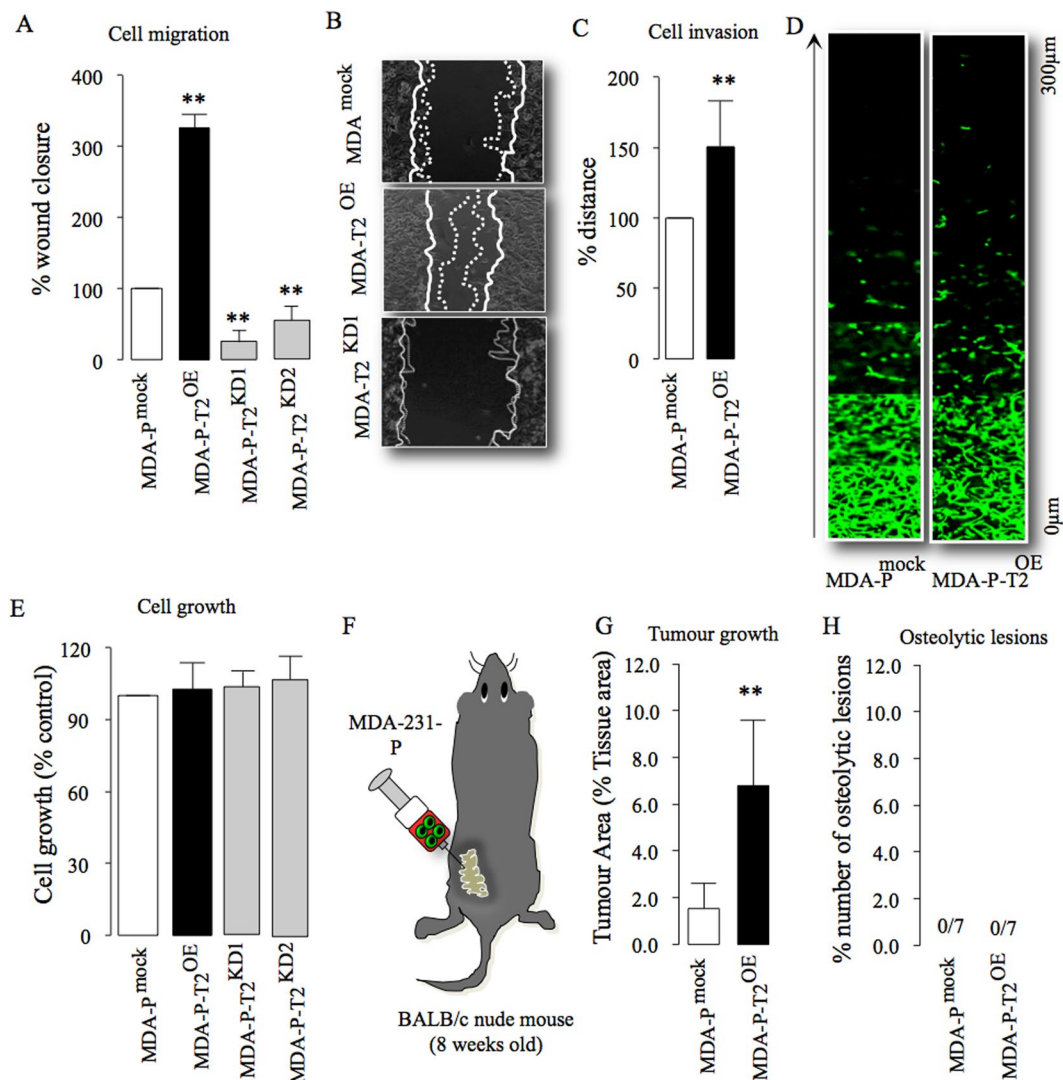 A
Cell migration
% wound closure
400
300
200
100
0
**
**
**
MDA-P mock
MDA-P-T2 OE
MDA-P-T2 KD1
MDA-P-T2 KD2
B
MDA mock
MDA-T2 OE
MDA-T2 KD1
C
Cell invasion
% distance
200
150
100
50
0
**
MDA-P mock
MDA-P-T2 OE
D
300µm
0µm
MDA-P mock
MDA-P-T2 OE
E
Cell growth
Cell growth (% control)
120
90
60
30
0
MDA-P mock
MDA-P-T2 OE
MDA-P-T2 KD1
MDA-P-T2 KD2
F
MDA-231-
P
BALB/c nude mouse
(8 weeks old)
G
Tumour growth
Tumour Area (% Tissue area)
12.0
10.0
8.0
6.0
4.0
2.0
0.0
**
MDA-P mock
MDA-P-T2 OE
H
Osteolytic lesions
% number of osteolytic lesions
12.0
10.0
8.0
6.0
4.0
2.0
0.0
0/7
0/7
MDA-P mock
MDA-P-T2 OE